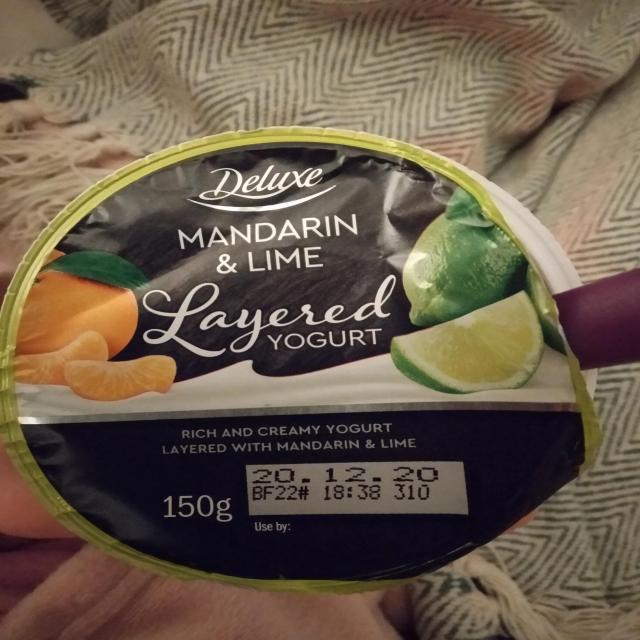 Deluxe
MANDARIN
& LIME
Layered
YOGURT
RICH AND CREAMY YOGURT
LAYERED WITH MANDARIN & LIME
150g
20.12.20
BF22# 18:38 310
Use by: